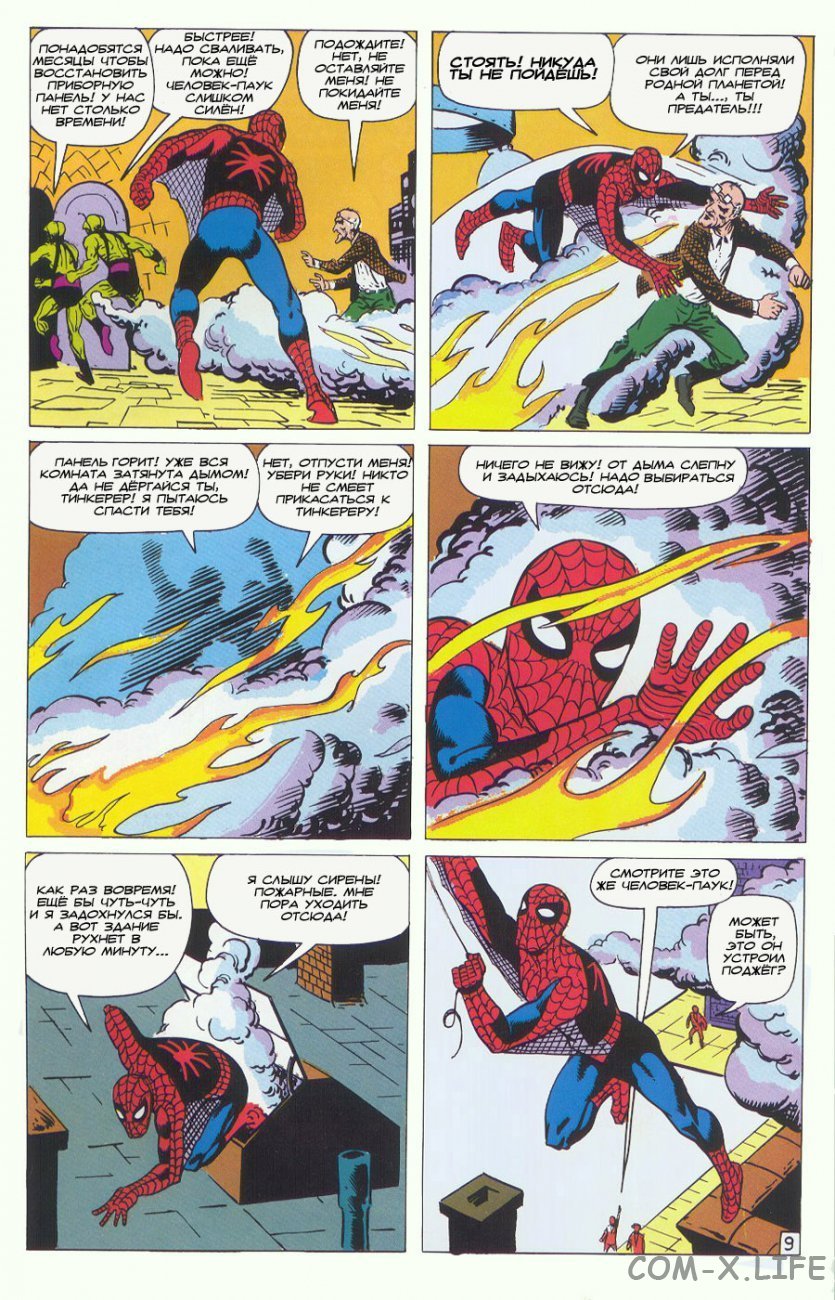 ПОНАДОБЯТСЯ
МЕСЯЦЫ ЧТОБЫ
ВОССТАНОВИТЬ
ПРИБОРНУЮ
ПАНЕЛЬ! У НАС
НЕТ СТОЛЬКО
ВРЕМЕНИ!
БЫСТРЕЕ!
НАДО СВАЛИВАТЬ,
ПОКА ЕЩЁ
МОЖНО!
ЧЕЛОВЕК-ПАУК
СЛИШКОМ
СИЛЁН!
ПОДОЖДИТЕ!
НЕТ, НЕ
ОСТАВЛЯЙТЕ
МЕНЯ! НЕ
ПОКИДАЙТЕ
МЕНЯ!
СТОЯТЬ! НИКУДА
ТЫ НЕ ПОЙДЁШЬ!
ОНИ ЛИШЬ ИСПОЛНЯЛИ
СВОЙ ДОЛГ ПЕРЕД
РОДНОЙ ПЛАНЕТОЙ!
А ТЫ..., ТЫ
ПРЕДАТЕЛЬ!!!
ПАНЕЛЬ ГОРИТ! УЖЕ ВСЯ
КОМНАТА ЗАТЯНУТА ДЫМОМ!
ДА НЕ ДЁРГАЙСЯ ТЫ,
ТИНКЕРЕР! Я ПЫТАЮСЬ
СПАСТИ ТЕБЯ!
НЕТ, ОТПУСТИ МЕНЯ!
УБЕРИ РУКИ! НИКТО
НЕ СМЕЕТ
ПРИКАСАТЬСЯ К
ТИНКЕРЕРУ!
НИЧЕГО НЕ ВИЖУ! ОТ ДЫМА СЛЕПНУ
И ЗАДЫХАЮСЬ! НАДО ВЫБИРАТЬСЯ
ОТСЮДА!
КАК РАЗ ВОВРЕМЯ!
ЕЩЁ БЫ ЧУТЬ-ЧУТЬ
И Я ЗАДОХНУЛСЯ БЫ.
А ВОТ ЗДАНИЕ
РУХНЕТ В
ЛЮБУЮ МИНУТУ...
Я СЛЫШУ СИРЕНЫ!
ПОЖАРНЫЕ. МНЕ
ПОРА УХОДИТЬ
ОТСЮДА!
СМОТРИТЕ ЭТО
ЖЕ ЧЕЛОВЕК-ПАУК!
МОЖЕТ
БЫТЬ,
ЭТО ОН
УСТРОИЛ
ПОДЖЁГ?
9
COM-X.LIFE